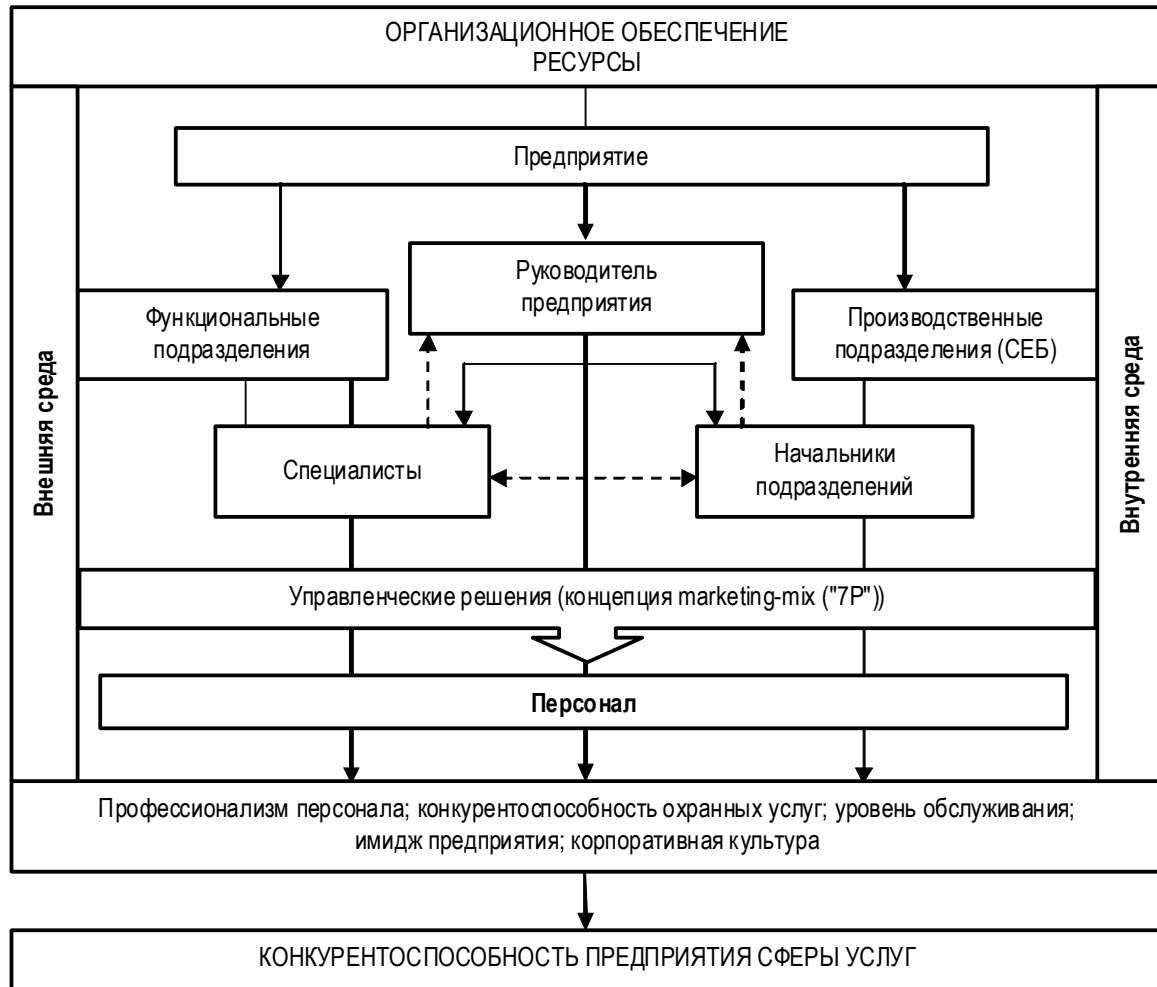 ОРГАНИЗАЦИОННОЕ ОБЕСПЕЧЕНИЕ
РЕСУРСЫ
Внешняя среда
Внутренняя среда
Предприятие
Руководитель
предприятия
Функциональные
подразделения
Производственные
подразделения (СЕБ)
Специалисты
Начальники
подразделений
Управленческие решения (концепция marketing-mix ("7P"))
Персонал
Профессионализм персонала; конкурентоспособность охранных услуг; уровень обслуживания;
имидж предприятия; корпоративная культура
КОНКУРЕНТОСПОСОБНОСТЬ ПРЕДПРИЯТИЯ СФЕРЫ УСЛУГ